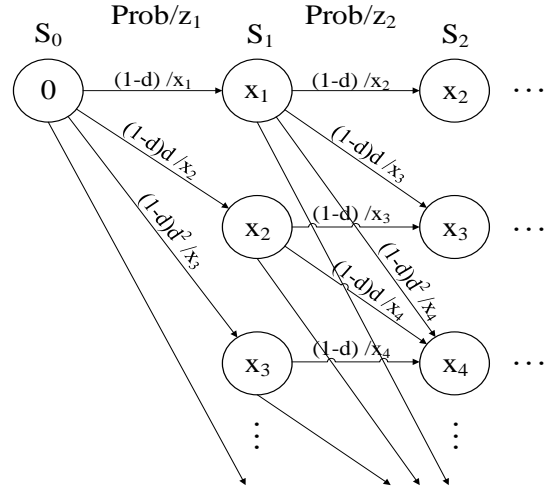 Prob/z₁ Prob/z₂
S₀ S₁ S₂
0 (1-d) /x₁ x₁ (1-d) /x₂ x₂ ...
(1-d)d /x₂ (1-d)d /x₃
x₂ (1-d) /x₃ x₃ ...
(1-d)d² /x₃ (1-d)d /x₄ (1-d)d² /x₄
x₃ (1-d) /x₄ x₄ ...
⋮ ⋮